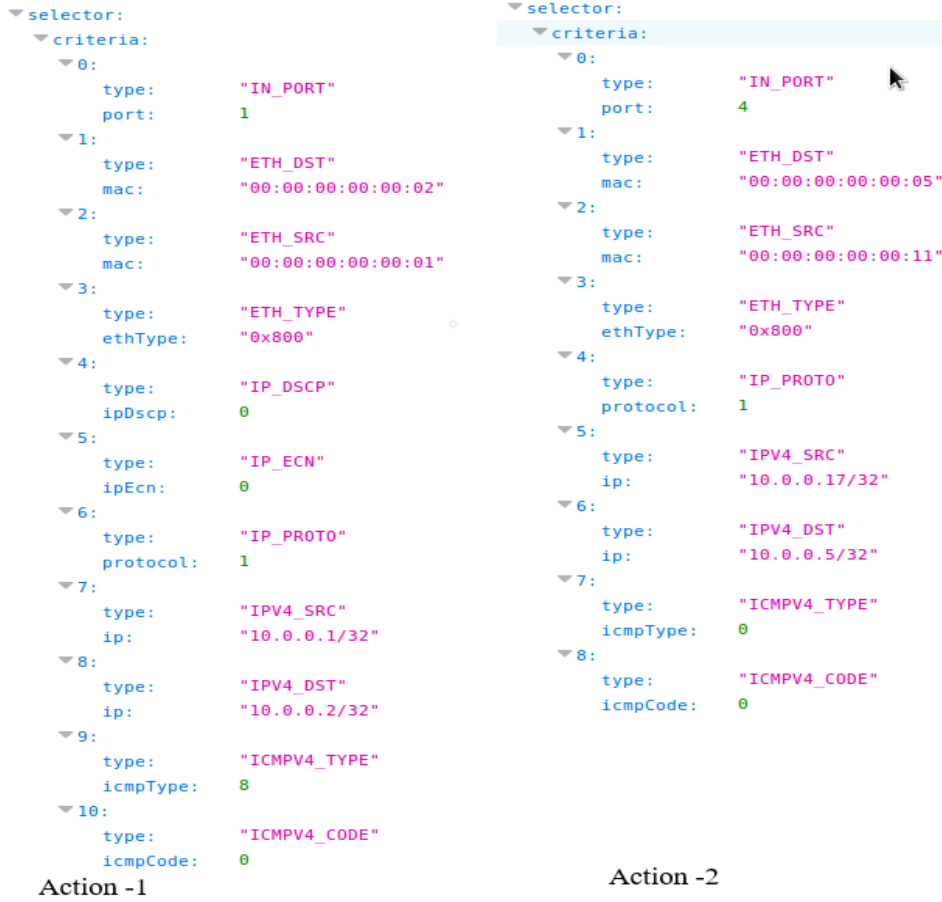 selector:
criteria:
0:
type: "IN_PORT"
port: 1
1:
type: "ETH_DST"
mac: "00:00:00:00:00:02"
2:
type: "ETH_SRC"
mac: "00:00:00:00:00:01"
3:
type: "ETH_TYPE"
ethType: "0x800"
4:
type: "IP_DSCP"
ipDscp: 0
5:
type: "IP_ECN"
ipEcn: 0
6:
type: "IP_PROTO"
protocol: 1
7:
type: "IPV4_SRC"
ip: "10.0.0.1/32"
8:
type: "IPV4_DST"
ip: "10.0.0.2/32"
9:
type: "ICMPV4_TYPE"
icmpType: 8
10:
type: "ICMPV4_CODE"
icmpCode: 0
Action -1
selector:
criteria:
0:
type: "IN_PORT"
port: 4
1:
type: "ETH_DST"
mac: "00:00:00:00:00:05"
2:
type: "ETH_SRC"
mac: "00:00:00:00:00:11"
3:
type: "ETH_TYPE"
ethType: "0x800"
4:
type: "IP_PROTO"
protocol: 1
5:
type: "IPV4_SRC"
ip: "10.0.0.17/32"
6:
type: "IPV4_DST"
ip: "10.0.0.5/32"
7:
type: "ICMPV4_TYPE"
icmpType: 0
8:
type: "ICMPV4_CODE"
icmpCode: 0
Action -2